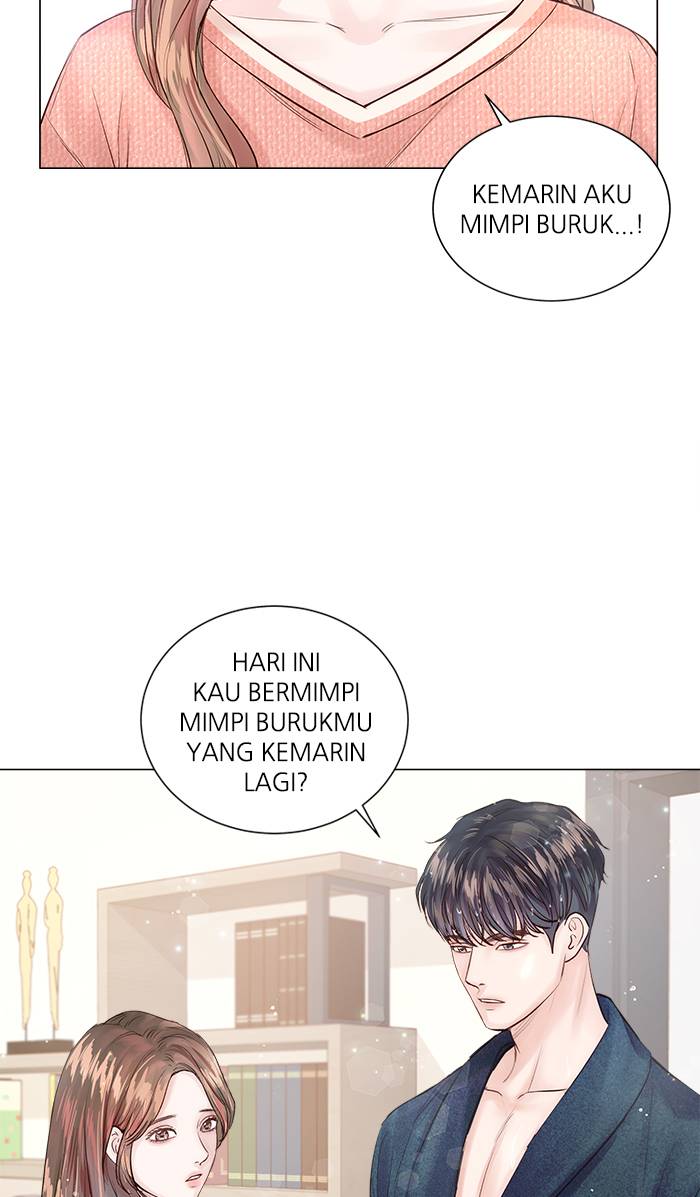 KEMARIN AKU
MIMPI BURUK...!
HARI INI
KAU BERMIMPI
MIMPI BURUKMU
YANG KEMARIN
LAGI?